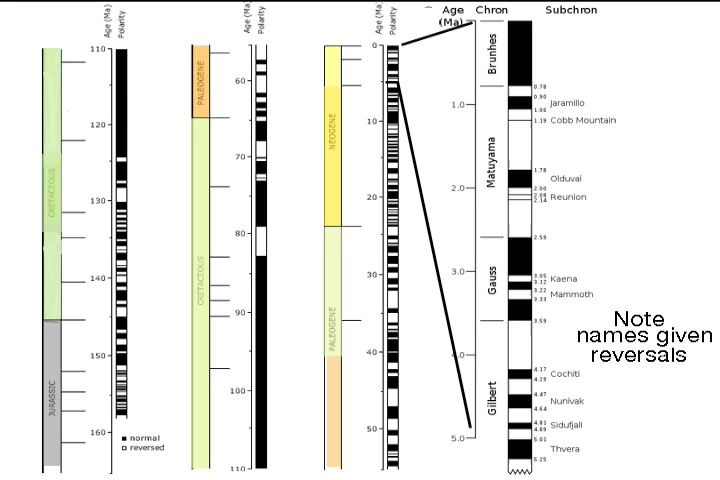 Age (Ma)
Polarity
110
120
130
140
150
160
CRETACEOUS
JURASSIC
normal
reversed
Age (Ma)
Polarity
60
70
80
90
100
110
PALEOGENE
CRETACEOUS
Age (Ma)
Polarity
0
10
20
30
40
50
NEOGENE
PALEOGENE
Age (Ma)
Chron
Subchron
1.0
2.0
3.0
4.0
5.0
Brunhes
Matuyama
Gauss
Gilbert
0.78
0.90
Jaramillo
1.06
1.19 Cobb Mountain
1.78
Olduvai
2.00
2.08
Reunion
2.14
2.59
3.05
Kaena
3.12
3.22
Mammoth
3.33
3.59
4.17
Cochiti
4.29
4.47
Nunivak
4.64
4.81
Sidufjall
4.89
5.01
Thvera
5.25
Note
names given
reversals